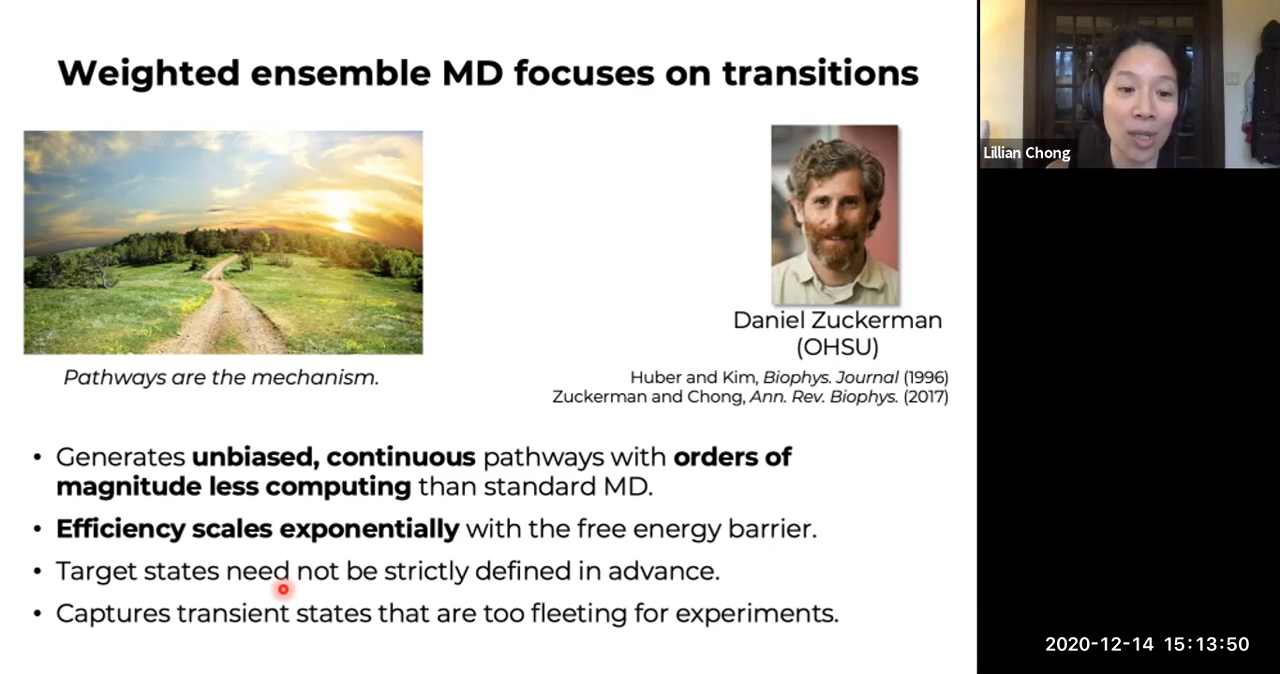 Weighted ensemble MD focuses on transitions
Lillian Chong
Daniel Zuckerman
(OHSU)
Pathways are the mechanism.
Huber and Kim, Biophys. Journal (1996)
Zuckerman and Chong, Ann. Rev. Biophys. (2017)
• Generates unbiased, continuous pathways with orders of
magnitude less computing than standard MD.
• Efficiency scales exponentially with the free energy barrier.
• Target states need not be strictly defined in advance.
• Captures transient states that are too fleeting for experiments.
2020-12-14 15:13:50